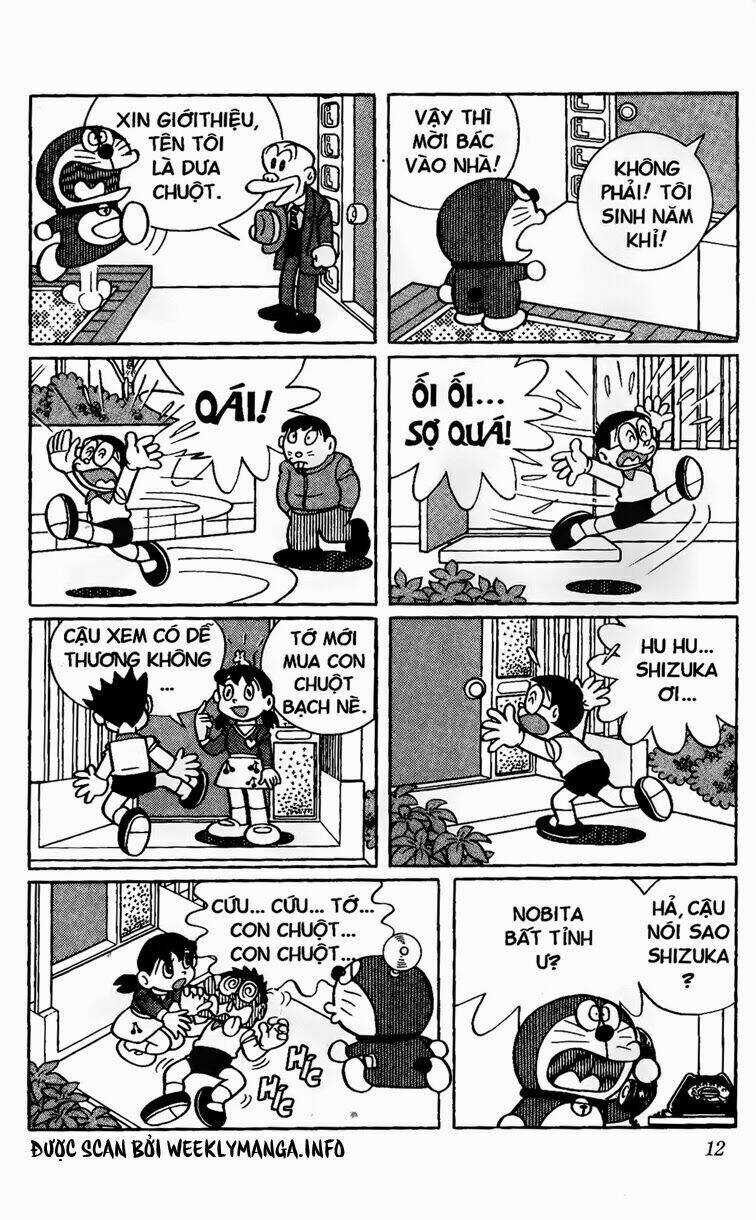 KHÔNG
PHẢI! TÔI
SINH NĂM
KHỈ!
VẬY THÌ
MỜI BÁC
VÀO NHÀ!
XIN GIỚI THIỆU,
TÊN TÔI
LÀ DƯA
CHUỘT.
ỐI ỐI...
SỢ QUÁ!
QÁI!
HU HU...
SHIZUKA
ƠI...
TỚ MỚI
MUA CON
CHUỘT
BẠCH NÈ.
CẬU XEM CÓ DỄ
THƯƠNG KHÔNG
...
HẢ, CẬU
NÓI SAO
SHIZUKA
?
NOBITA
BẤT TỈNH
Ư?
CỨU... CỨU... TỚ...
CON CHUỘT...
CON CHUỘT...
HÍC
HÍC
ĐƯỢC SCAN BỞI WEEKLYMANGA.INFO
12